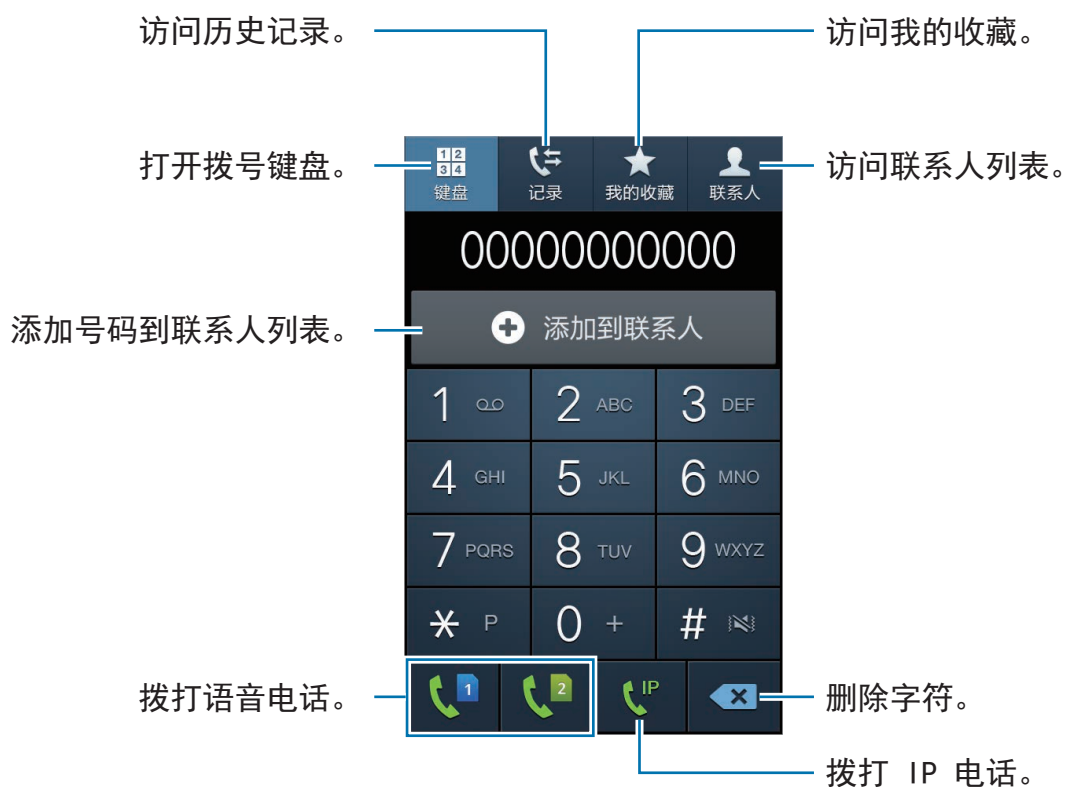 访问历史记录。
访问我的收藏。
打开拨号键盘。
1 2
3 4
键盘
记录
我的收藏
联系人
访问联系人列表。
00000000000
添加号码到联系人列表。
添加到联系人
1
2 ABC
3 DEF
4 GHI
5 JKL
6 MNO
7 PQRS
8 TUV
9 WXYZ
* P
0 +
#
拨打语音电话。
1
2
IP
删除字符。
拨打 IP 电话。